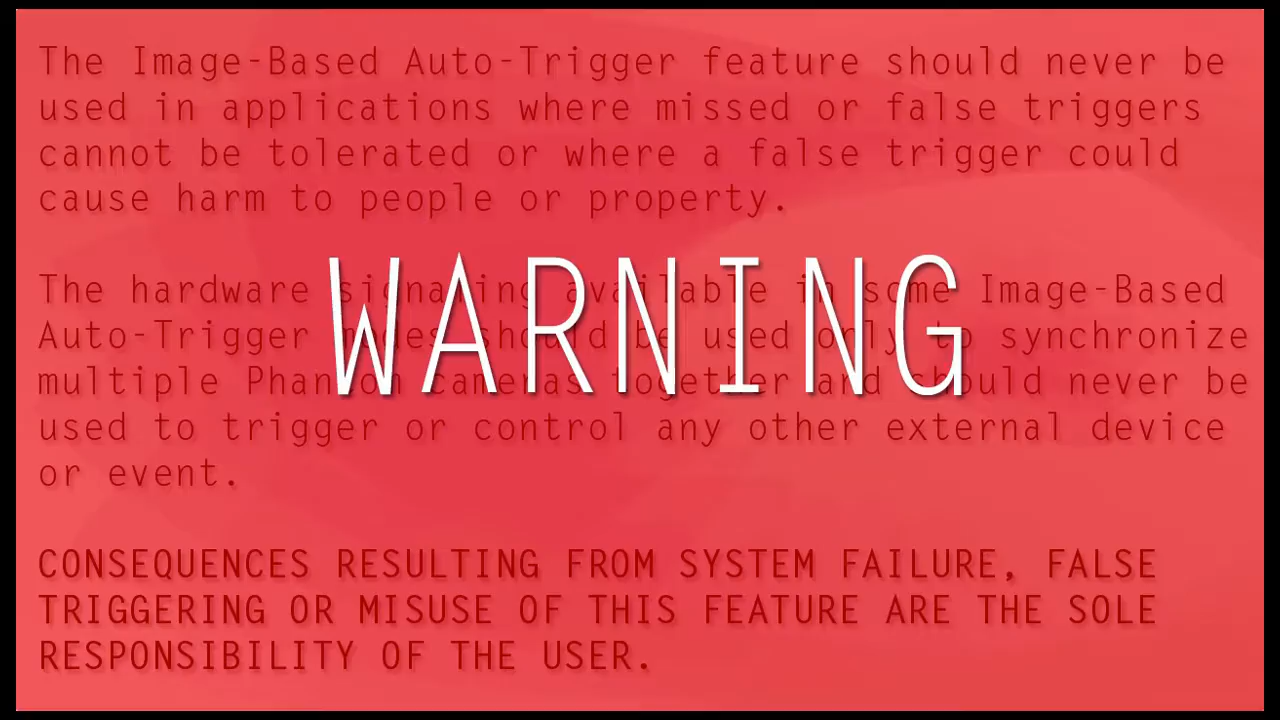 The Image-Based Auto-Trigger feature should never be
used in applications where missed or false triggers
cannot be tolerated or where a false trigger could
cause harm to people or property.
WARNING
The hardware signaling available in some Image-Based
Auto-Trigger modes should be used only to synchronize
multiple Phantom cameras together and should never be
used to trigger or control any other external device
or event.
CONSEQUENCES RESULTING FROM SYSTEM FAILURE, FALSE
TRIGGERING OR MISUSE OF THIS FEATURE ARE THE SOLE
RESPONSIBILITY OF THE USER.